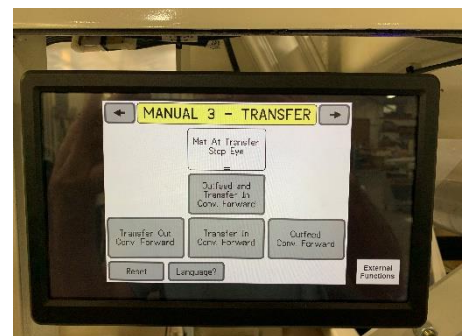 MANUAL 3 - TRANSFER
Mat At Transfer
Stop Eye
Outfeed and
Transfer In
Conv. Forward
Transfer Out
Conv. Forward
Transfer In
Conv. Forward
Outfeed
Conv. Forward
Reset
Language?
External
Functions